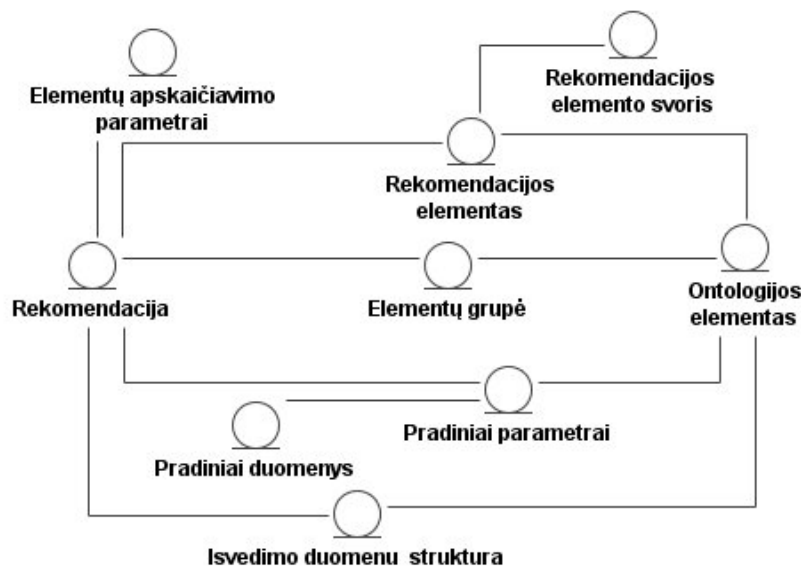 Elementų apskaičiavimo
parametrai
Rekomendacijos
elemento svoris
Rekomendacijos
elementas
Rekomendacija
Elementų grupė
Ontologijos
elementas
Pradiniai parametrai
Pradiniai duomenys
Isvedimo duomenu struktura